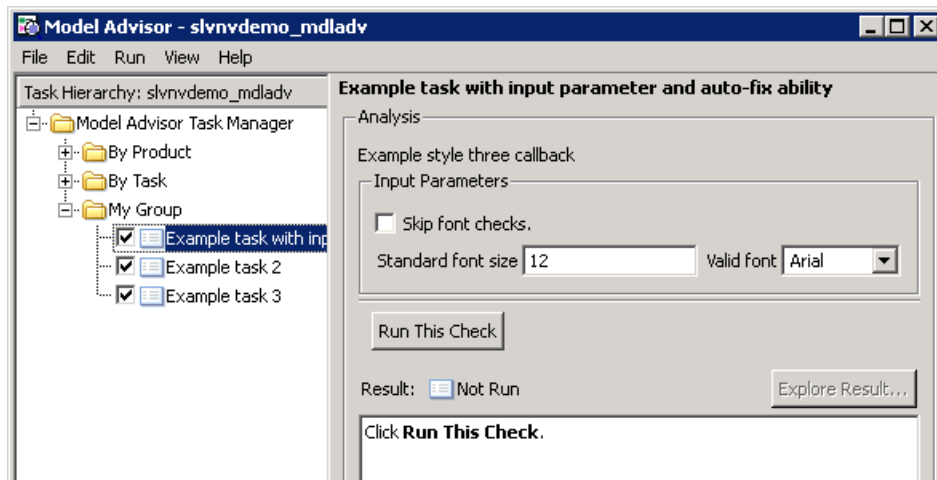 Model Advisor - slvnvdemo_mdladv
File Edit Run View Help
Task Hierarchy: slvnvdemo_mdladv
Model Advisor Task Manager
By Product
By Task
My Group
Example task with inp
Example task 2
Example task 3
Example task with input parameter and auto-fix ability
Analysis
Example style three callback
Input Parameters
Skip font checks.
Standard font size 12 Valid font Arial
Run This Check
Result: Not Run Explore Result...
Click Run This Check.